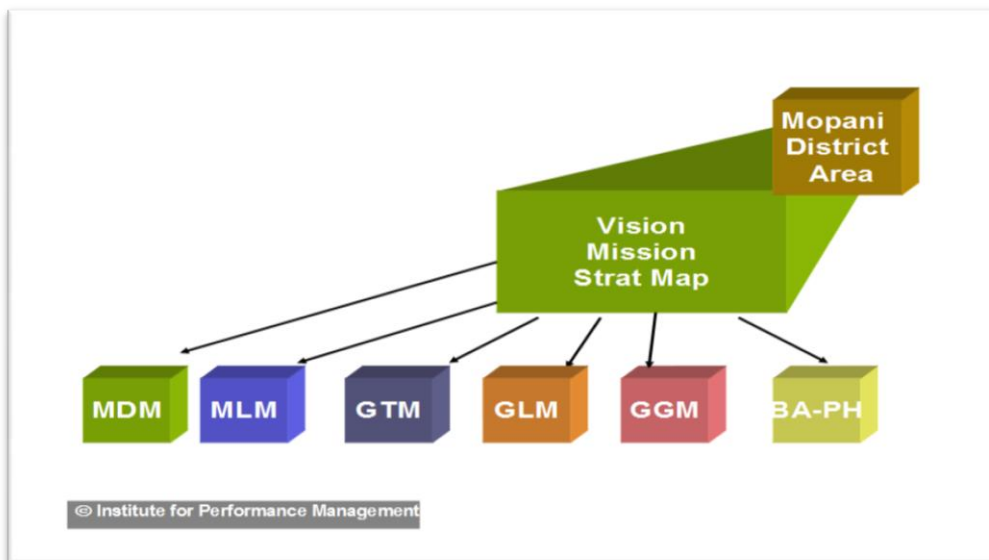 Mopani
District
Area
Vision
Mission
Strat Map
MDM
MLM
GTM
GLM
GGM
BA-PH
© Institute for Performance Management